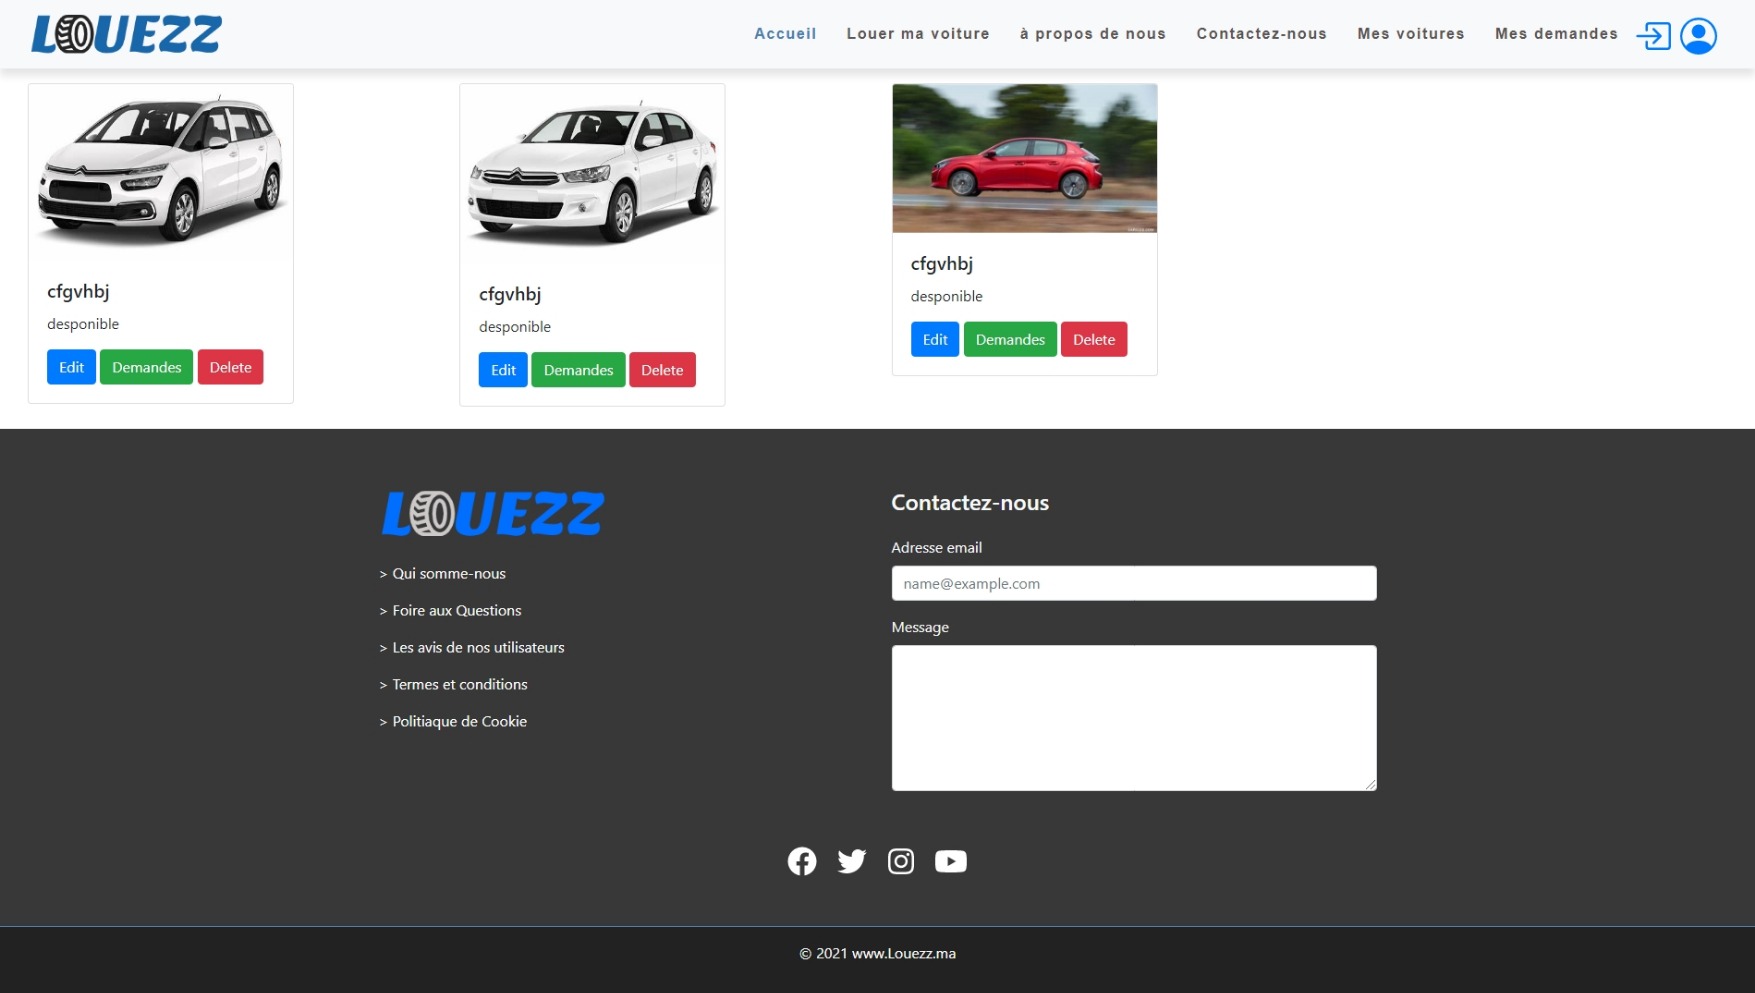 LOUEZZ
Accueil Louer ma voiture à propos de nous Contactez-nous Mes voitures Mes demandes
cfgvhbj
desponible
Edit Demandes Delete
cfgvhbj
desponible
Edit Demandes Delete
cfgvhbj
desponible
Edit Demandes Delete
LOUEZZ
> Qui somme-nous
> Foire aux Questions
> Les avis de nos utilisateurs
> Termes et conditions
> Politiaque de Cookie
Contactez-nous
Adresse email
name@example.com
Message
© 2021 www.Louezz.ma